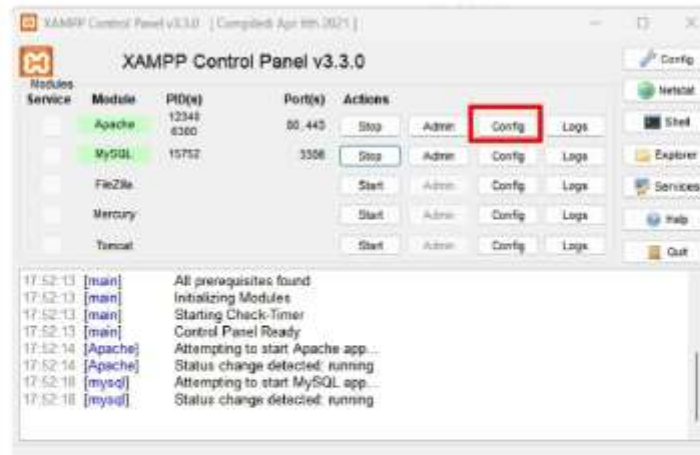 XAMPP Control Panel v3.3.0 [Compiled: Apr 6th 2021]
XAMPP Control Panel v3.3.0
Config
Modules
Service Module PID(s) Port(s) Actions
Netstat
Apache 12348 6380 80, 443 Stop Admin Config Logs
Shell
MySQL 15752 3306 Stop Admin Config Logs
Explorer
FileZilla Start Admin Config Logs
Services
Mercury Start Admin Config Logs
Help
Tomcat Start Admin Config Logs
Quit
17:52:13 [main] All prerequisites found
17:52:13 [main] Initializing Modules
17:52:13 [main] Starting Check-Timer
17:52:13 [main] Control Panel Ready
17:52:14 [Apache] Attempting to start Apache app...
17:52:14 [Apache] Status change detected: running
17:52:18 [mysql] Attempting to start MySQL app...
17:52:18 [mysql] Status change detected: running